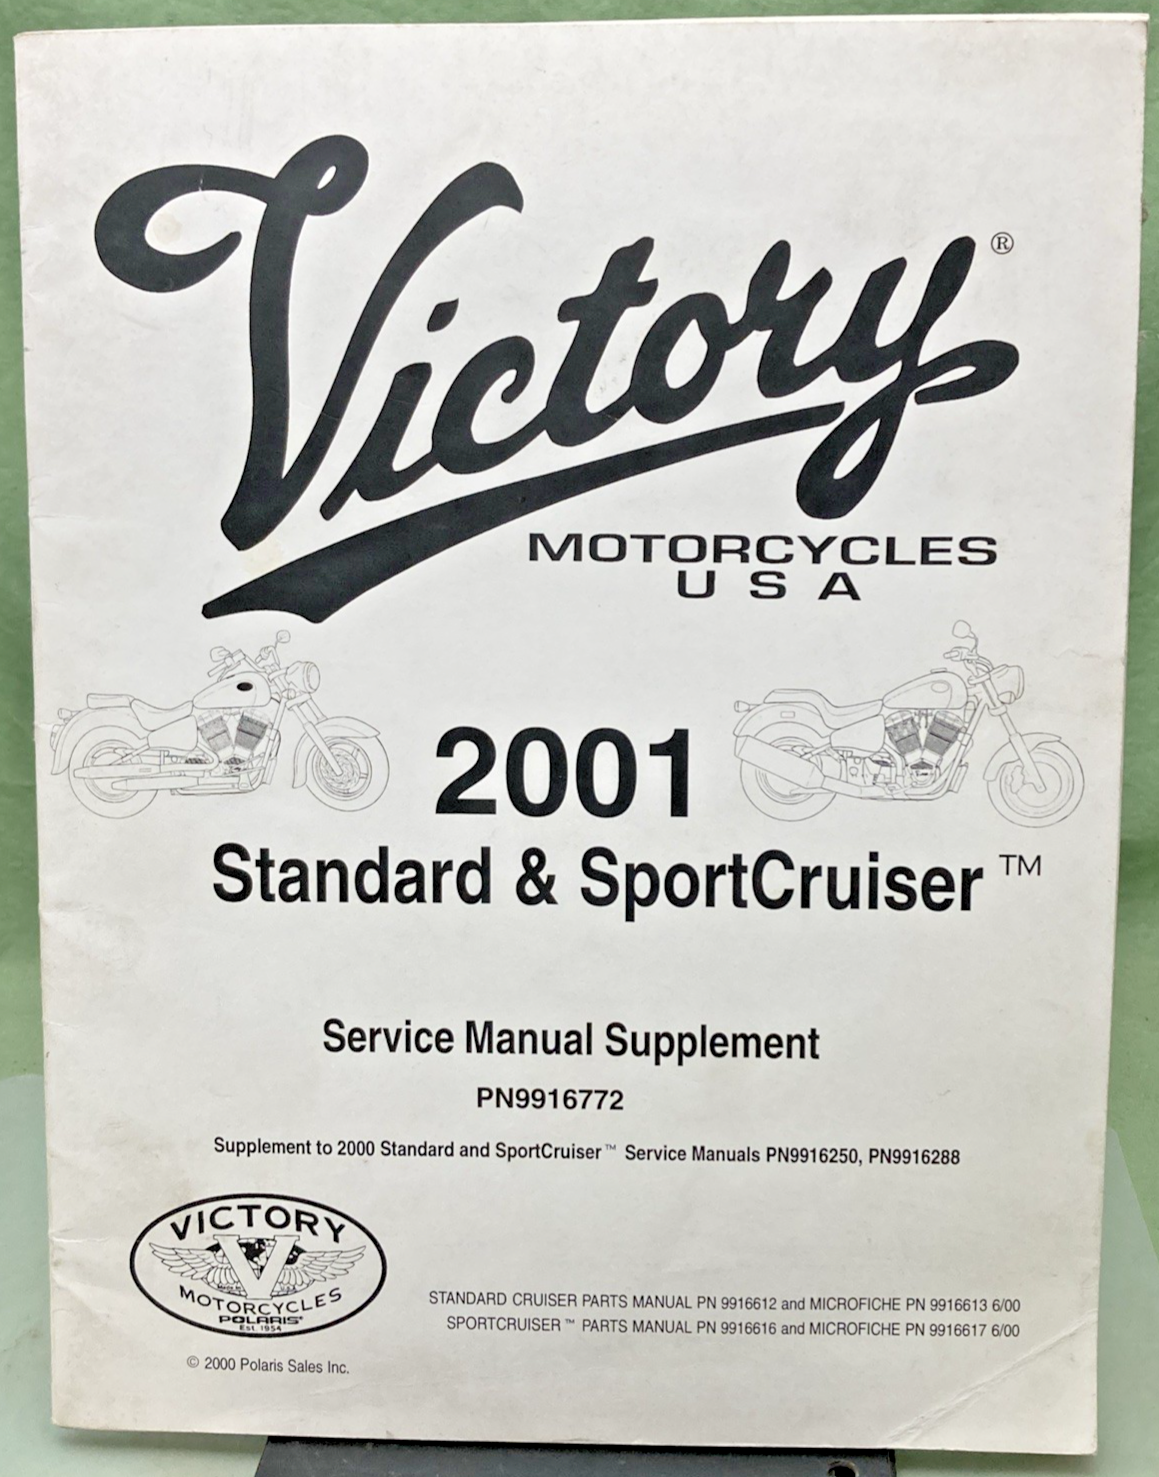 Victory®
MOTORCYCLES
USA
2001
Standard & SportCruiser™
Service Manual Supplement
PN9916772
Supplement to 2000 Standard and SportCruiser™ Service Manuals PN9916250, PN9916288
VICTORY
V
MOTORCYCLES
POLARIS®
Est. 1954
STANDARD CRUISER PARTS MANUAL PN 9916612 and MICROFICHE PN 9916613 6/00
SPORTCRUISER™ PARTS MANUAL PN 9916616 and MICROFICHE PN 9916617 6/00
© 2000 Polaris Sales Inc.